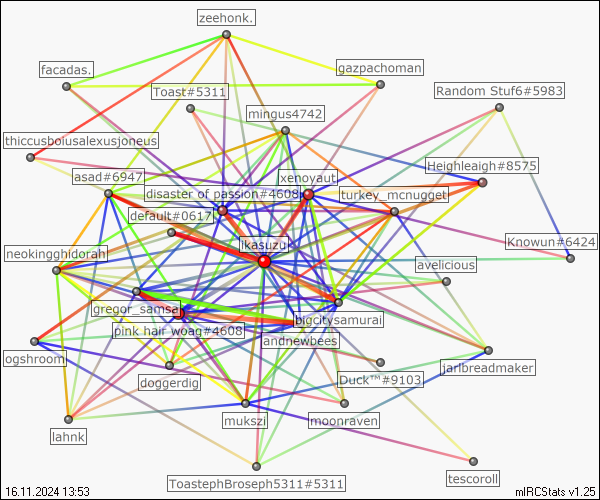 zeehonk.
facadas.
gazpachoman
Toast#5311
Random Stuf6#5983
mingus4742
thiccusboiusalexusjoneus
Heighleaigh#8575
asad#6947
xenoyaut
disaster of passion#4608
turkey_mcnugget
default#0617
Knowun#6424
ikasuzu
neokingghidorah
avelicious
gregor_samsa
bigcitysamurai
pink hair woag#4608
andnewbees
ogshroom
jarlbreadmaker
doggerdig
Duck™#9103
mukszi
moonraven
lahnk
tescoroll
ToastephBroseph5311#5311
16.11.2024 13:53
mIRCStats v1.25